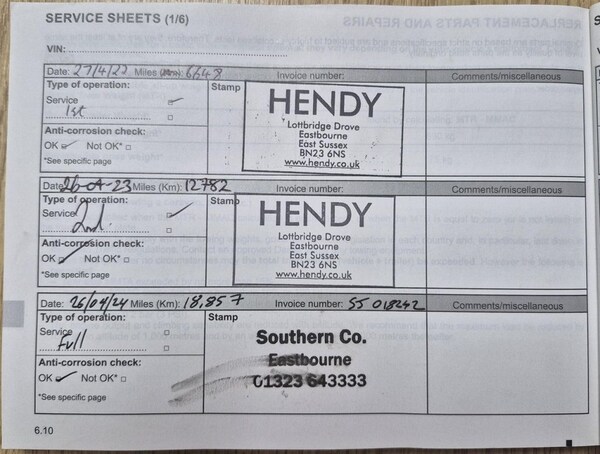 SERVICE SHEETS (1/6)
VIN:
Date: 27/4/22 Miles (Km): 6648 Invoice number: Comments/miscellaneous
Type of operation: Stamp
Service
1st
Anti-corrosion check:
OK Not OK*
*See specific page
HENDY
Lottbridge Drove
Eastbourne
East Sussex
BN23 6NS
www.hendy.co.uk
Date: 26-4-23 Miles (Km): 12782 Invoice number: Comments/miscellaneous
Type of operation: Stamp
Service
2nd
Anti-corrosion check:
OK Not OK*
*See specific page
HENDY
Lottbridge Drove
Eastbourne
East Sussex
BN23 6NS
www.hendy.co.uk
Date: 26/04/24 Miles (Km): 18,857 Invoice number: SS 018242 Comments/miscellaneous
Type of operation: Stamp
Service
Full
Anti-corrosion check:
OK Not OK*
*See specific page
Southern Co.
Eastbourne
01323 643333
6.10